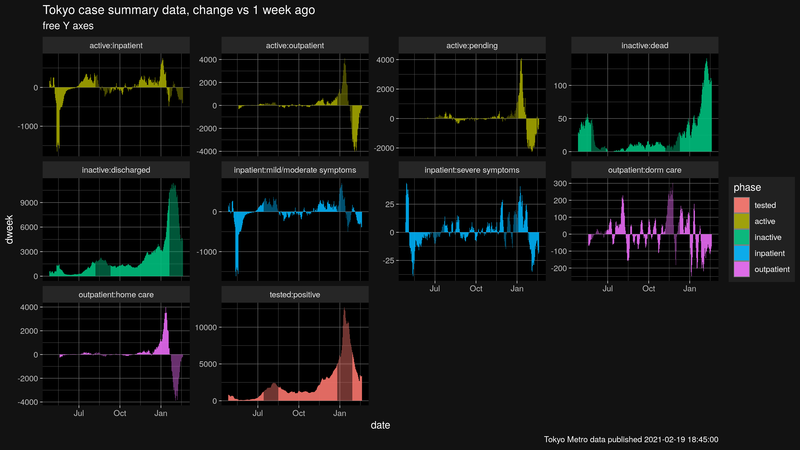 Tokyo case summary data, change vs 1 week ago
free Y axes
active:inpatient
active:outpatient
active:pending
inactive:dead
0
-1000
4000
2000
0
-2000
-4000
4000
2000
0
-2000
100
50
0
inactive:discharged
inpatient:mild/moderate symptoms
inpatient:severe symptoms
outpatient:dorm care
9000
6000
3000
0
0
-1000
25
0
-25
300
200
100
0
-100
-200
Jul Oct Jan
Jul Oct Jan
outpatient:home care
tested:positive
4000
2000
0
-2000
-4000
10000
5000
0
Jul Oct Jan
Jul Oct Jan
dweek
date
phase
tested
active
inactive
inpatient
outpatient
Tokyo Metro data published 2021-02-19 18:45:00